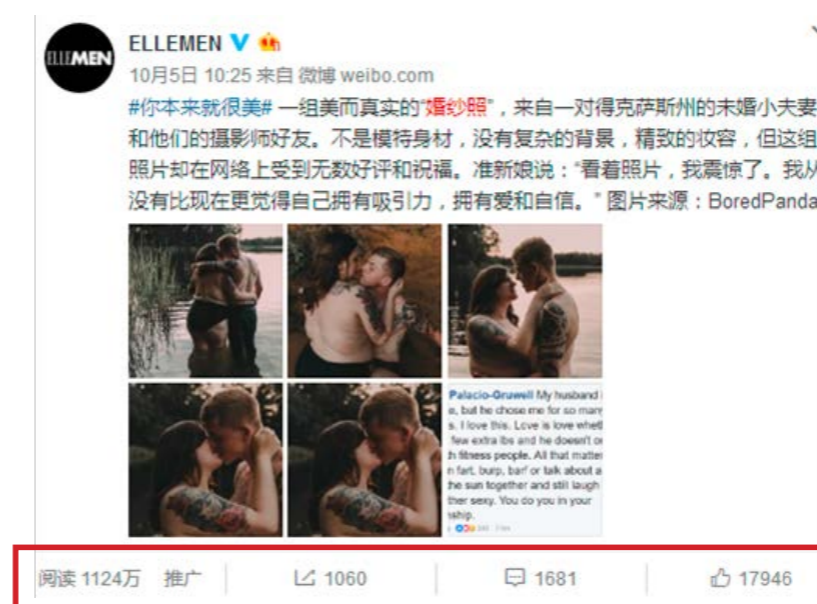 ELLEMEN
ELLEMEN
10月5日 10:25 来自 微博 weibo.com
#你本来就很美# 一组美而真实的“婚纱照”，来自一对得克萨斯州的未婚小夫妻
和他们的摄影师好友。不是模特身材，没有复杂的背景，精致的妆容，但这组
照片却在网络上受到无数好评和祝福。准新娘说：“看着照片，我震惊了。我从
没有比现在更觉得自己拥有吸引力，拥有爱和自信。” 图片来源：BoredPanda
Palacio-Gruwell My husband
, but he chose me for so many
s. I love this. Love is love whet
few extra lbs and he doesn't
h fitness people. All that matter
n fart, burp, barf or talk about a
he sun together and still laugh
ther sexy. You do you in your
ship.
阅读 1124万 推广 1060 1681 17946